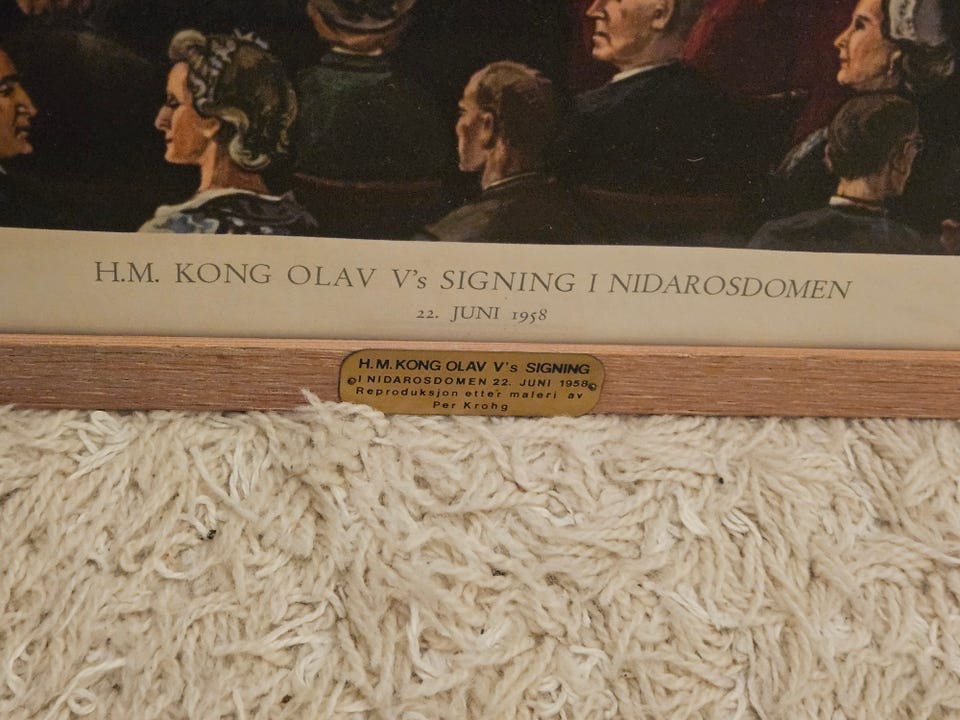 H.M. KONG OLAV V's SIGNING I NIDAROSDOMEN
22. JUNI 1958
H.M. KONG OLAV V's SIGNING
I NIDAROSDOMEN 22. JUNI 1958
Reproduksjon etter maleri av
Per Krohg